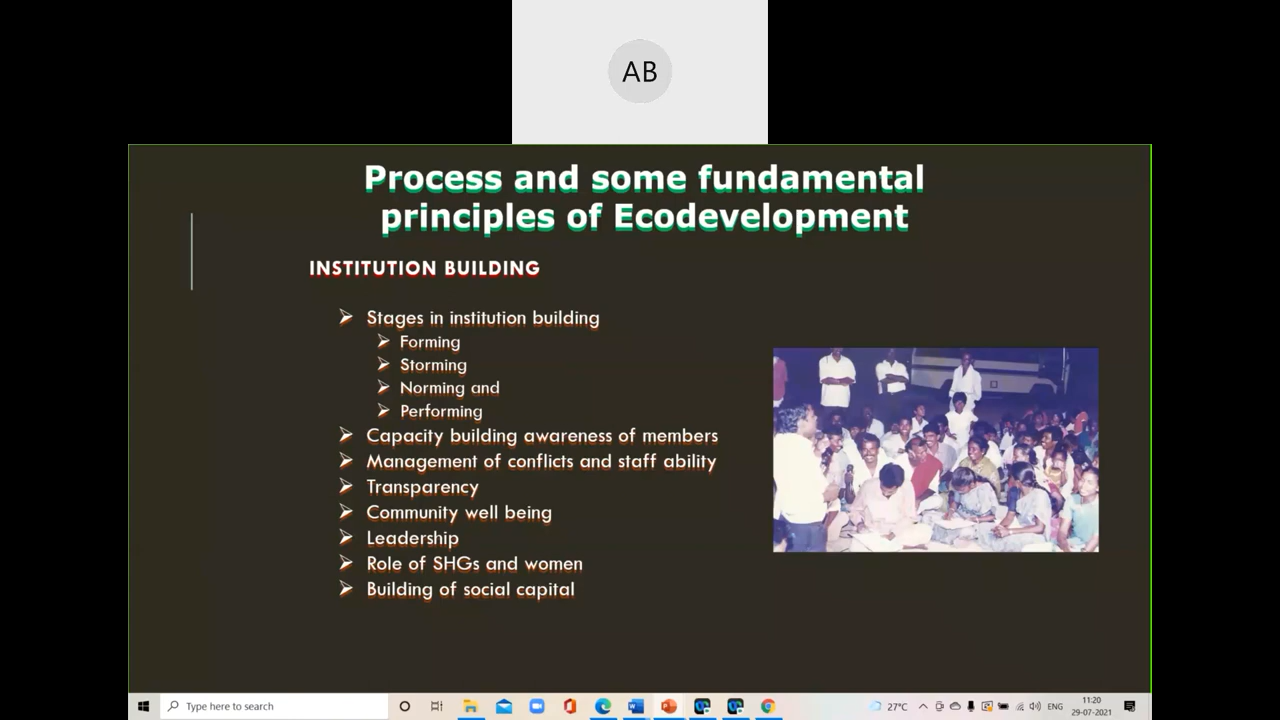 AB
Process and some fundamental
principles of Ecodevelopment
INSTITUTION BUILDING
Stages in institution building
Forming
Storming
Norming and
Performing
Capacity building awareness of members
Management of conflicts and staff ability
Transparency
Community well being
Leadership
Role of SHGs and women
Building of social capital
Type here to search
27°C
ENG
11:20
29-07-2021